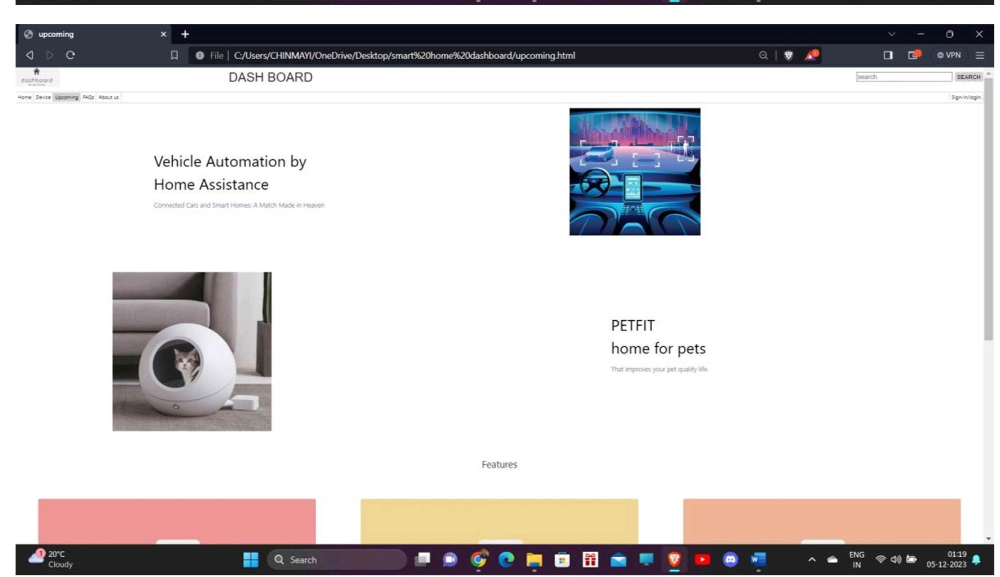 upcoming
File | C:/Users/CHINMAYI/OneDrive/Desktop/smart%20home%20dashboard/upcoming.html
VPN
dashboard
DASH BOARD
search
SEARCH
Home Device Upcoming FAQs About us
Sign-in/login
Vehicle Automation by
Home Assistance
Connected Cars and Smart Homes: A Match Made in Heaven
PETFIT
home for pets
That improves your pet quality life.
Features
1
20°C
Cloudy
Search
ENG
IN
01:19
05-12-2023